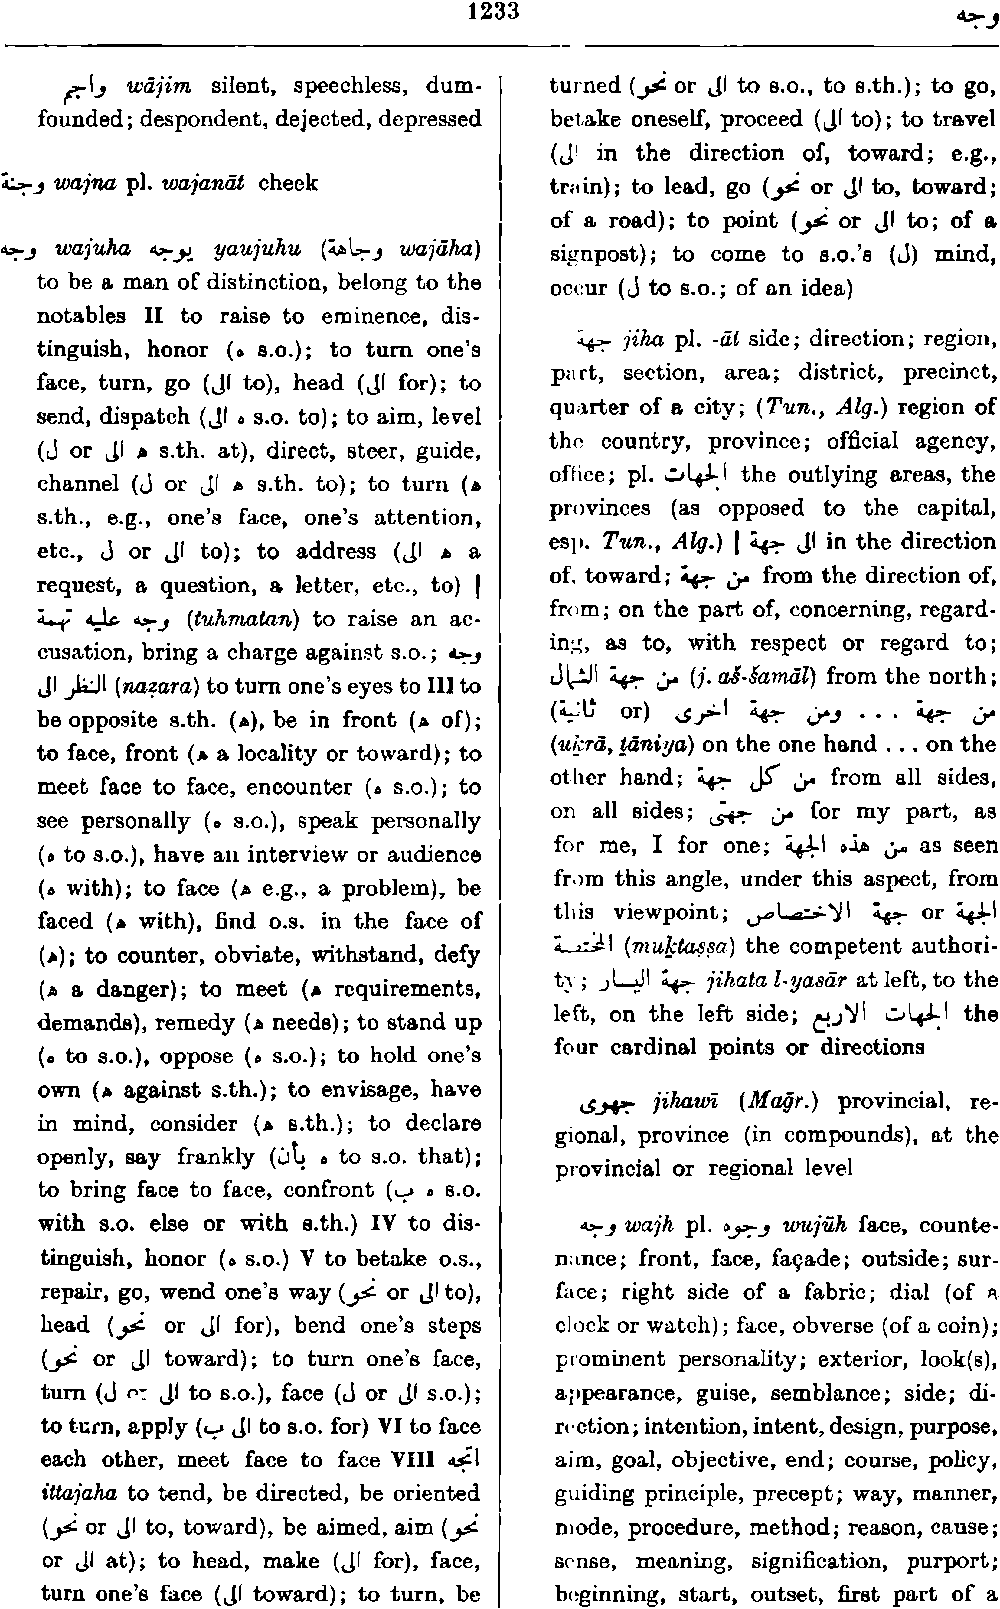 1233 وجه
واجم wājim silent, speechless, dum-
founded; despondent, dejected, depressed
وجنة wajna pl. wajanāt cheek
وجه wajuha يوجه yaujuhu (وجاهة wajāha)
to be a man of distinction, belong to the
notables II to raise to eminence, dis-
tinguish, honor (ه s.o.); to turn one's
face, turn, go (الى to), head (الى for); to
send, dispatch (الى ه s.o. to); to aim, level
(ل or الى ه s.th. at), direct, steer, guide,
channel (ل or الى ه s.th. to); to turn (ه
s.th., e.g., one's face, one's attention,
etc., ل or الى to); to address (الى ه a
request, a question, a letter, etc., to) |
وجه عليه تهمة (tuhmatan) to raise an ac-
cusation, bring a charge against s.o.; وجه
النظر الى (naẓara) to turn one's eyes to III to
be opposite s.th. (ه), be in front (ه of);
to face, front (ه a locality or toward); to
meet face to face, encounter (ه s.o.); to
see personally (ه s.o.), speak personally
(ه to s.o.), have an interview or audience
(ه with); to face (ه e.g., a problem), be
faced (ه with), find o.s. in the face of
(ه); to counter, obviate, withstand, defy
(ه a danger); to meet (ه requirements,
demands), remedy (ه needs); to stand up
(ه to s.o.), oppose (ه s.o.); to hold one's
own (ه against s.th.); to envisage, have
in mind, consider (ه s.th.); to declare
openly, say frankly (ه بأن to s.o. that);
to bring face to face, confront (ه ب s.o.
with s.o. else or with s.th.) IV to dis-
tinguish, honor (ه s.o.) V to betake o.s.,
repair, go, wend one's way (نحو or الى to),
head (نحو or الى for), bend one's steps
(نحو or الى toward); to turn one's face,
turn (ل or الى to s.o.), face (ل or الى s.o.);
to turn, apply (الى ب to s.o. for) VI to face
each other, meet face to face VIII اتجه
ittajaha to tend, be directed, be oriented
(نحو or الى to, toward), be aimed, aim (نحو
or الى at); to head, make (الى for), face,
turn one's face (الى toward); to turn, be
turned (نحو or الى to s.o., to s.th.); to go,
betake oneself, proceed (الى to); to travel
(الى in the direction of, toward; e.g.,
train); to lead, go (نحو or الى to, toward;
of a road); to point (نحو or الى to; of a
signpost); to come to s.o.'s (ل) mind,
occur (ل to s.o.; of an idea)
جهة jiha pl. -āt side; direction; region,
part, section, area; district, precinct,
quarter of a city; (Tun., Alg.) region of
the country, province; official agency,
office; pl. الجهات the outlying areas, the
provinces (as opposed to the capital,
esp. Tun., Alg.) | الى جهة in the direction
of, toward; من جهة from the direction of,
from; on the part of, concerning, regard-
ing, as to, with respect or regard to;
من جهة الشمال (j. aš-šamāl) from the north;
من جهة ... ومن جهة اخرى (or ثانية)
(uḵrā, ṯāniya) on the one hand ... on the
other hand; من كل جهة from all sides,
on all sides; من جهتى for my part, as
for me, I for one; من هذه الجهة as seen
from this angle, under this aspect, from
this viewpoint; جهة الاختصاص or الجهة
المختصة (muḵtaṣṣa) the competent authori-
ty; جهة اليسار jihata l-yasār at left, to the
left, on the left side; الجهات الاربع the
four cardinal points or directions
جهوى jihawī (Maḡr.) provincial, re-
gional, province (in compounds), at the
provincial or regional level
وجه wajh pl. وجوه wujūh face, counte-
nance; front, face, façade; outside; sur-
face; right side of a fabric; dial (of a
clock or watch); face, obverse (of a coin);
prominent personality; exterior, look(s),
appearance, guise, semblance; side; di-
rection; intention, intent, design, purpose,
aim, goal, objective, end; course, policy,
guiding principle, precept; way, manner,
mode, procedure, method; reason, cause;
sense, meaning, signification, purport;
beginning, start, outset, first part of a